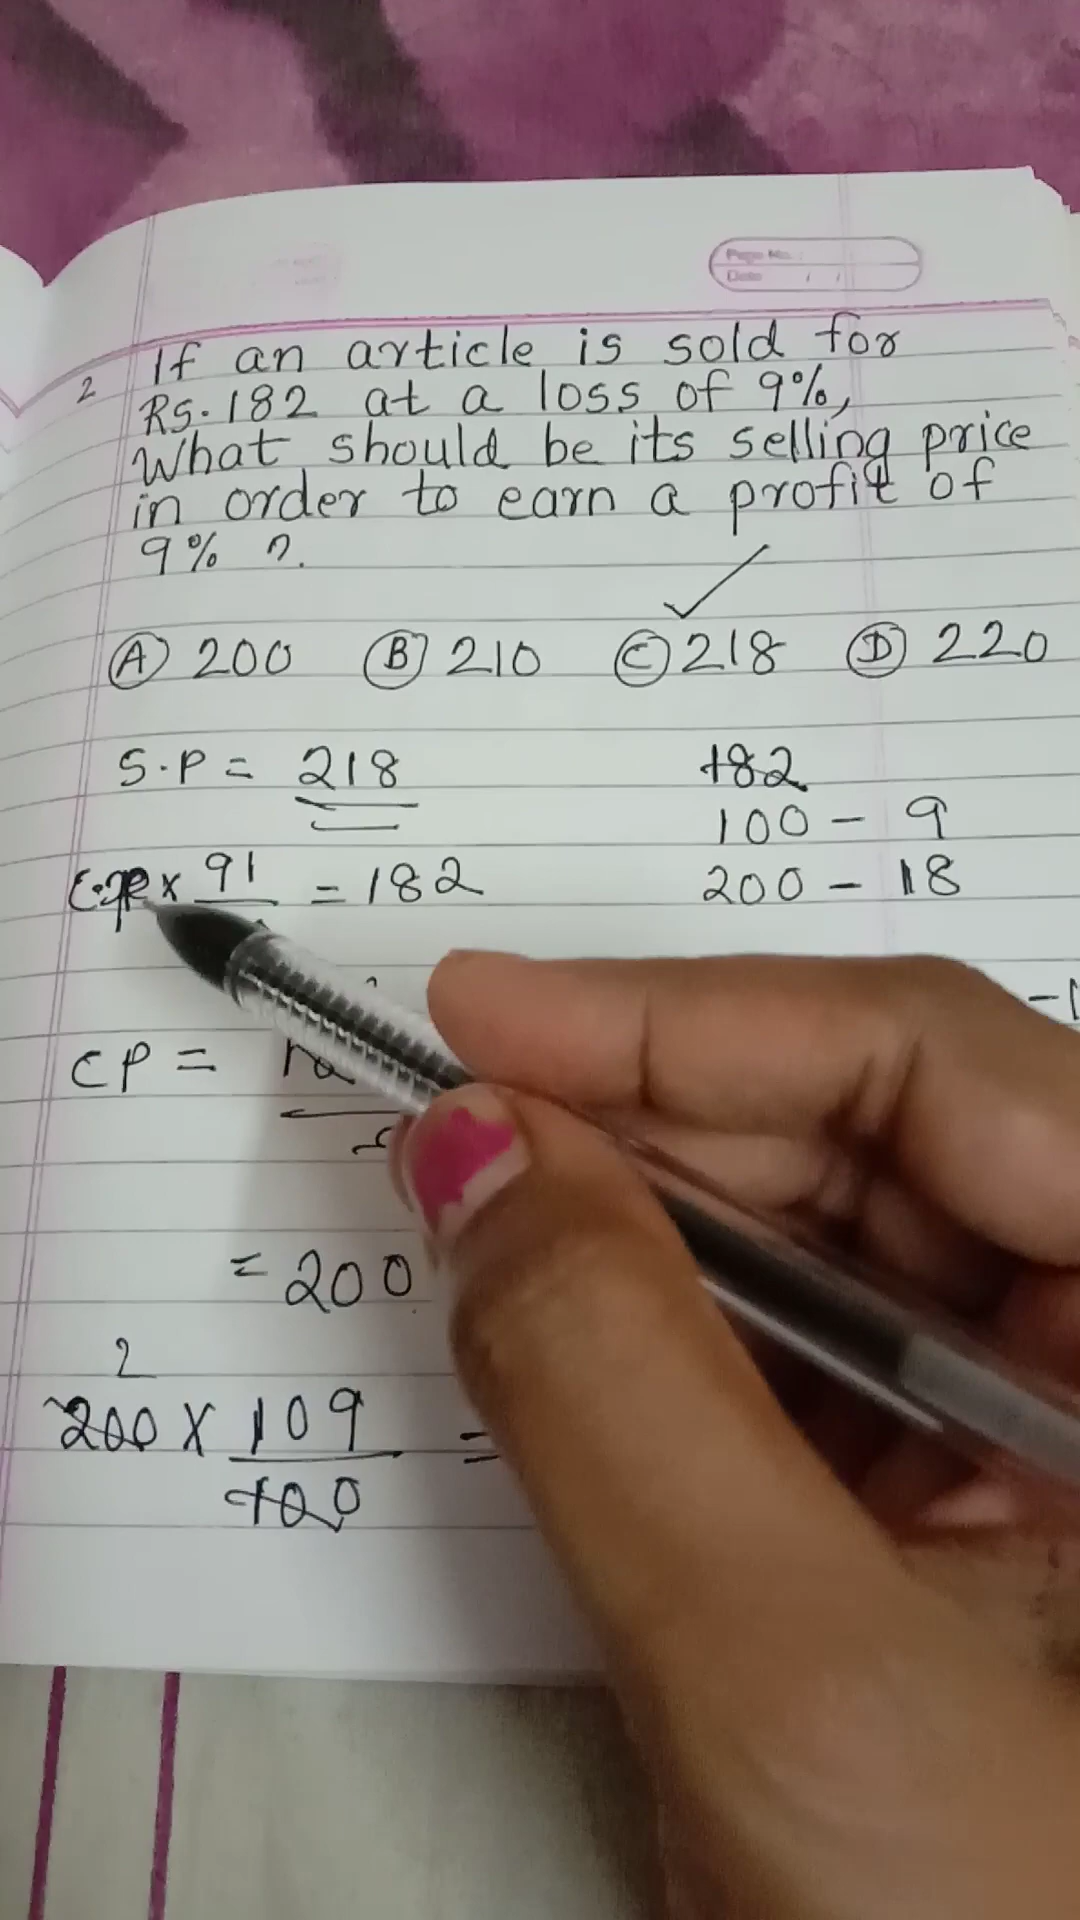 Page No. :
Date / /
2 If an article is sold for
Rs. 182 at a loss of 9%,
What should be its selling price
in order to earn a profit of
9% ?
Ⓐ 200 Ⓑ 210 Ⓒ 218 Ⓓ 220
S.P = 218
182
100 - 9
200 - 18
× 91 = 182
CP =
= 200
2
200 × 109 =
100